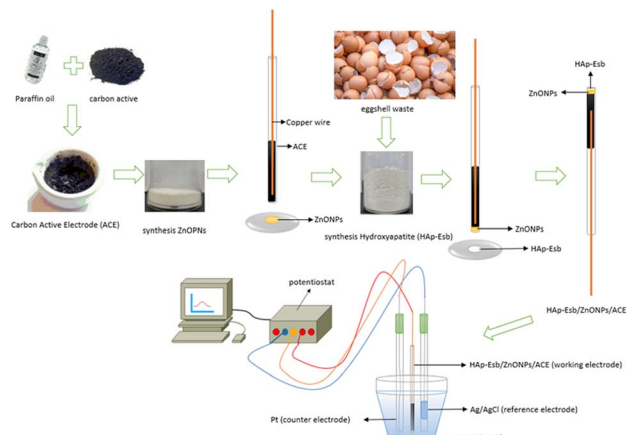 Paraffin oil
carbon active
Copper wire
ACE
ZnONPs
eggshell waste
HAp-Esb
ZnONPs
Carbon Active Electrode (ACE)
synthesis ZnOPNs
synthesis Hydroxyapatite (HAp-Esb)
ZnONPs
HAp-Esb
HAp-Esb/ZnONPs/ACE
potentiostat
HAp-Esb/ZnONPs/ACE (working electrode)
Pt (counter electrode)
Ag/AgCl (reference electrode)